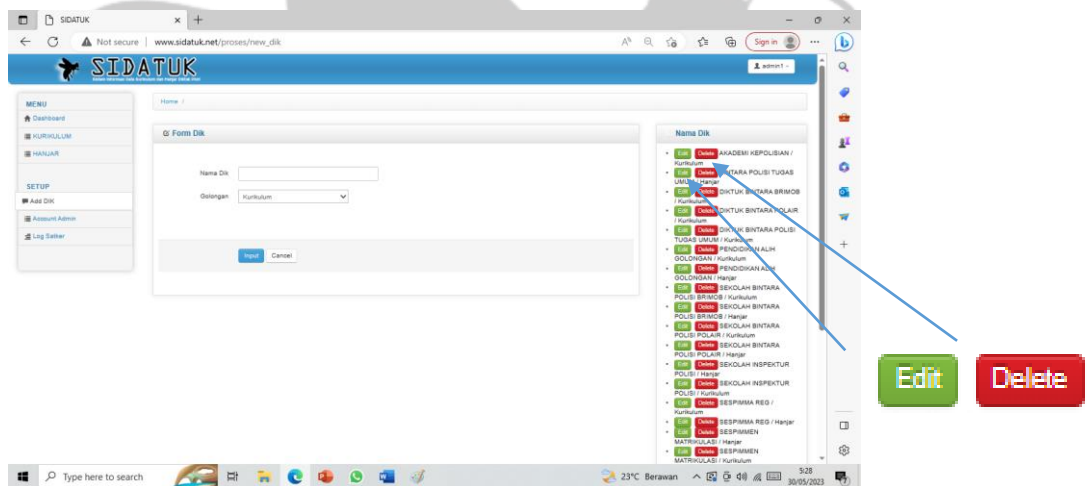 SIDATUK
Not secure | www.sidatuk.net/proses/new_dik
Sign in
SIDATUK
admin1
MENU
Dashboard
KURIKULUM
HANJAR
SETUP
Add DIK
Account Admin
Log Satker
Home /
Form Dik
Nama Dik
Golongan Kurikulum
Input Cancel
Nama Dik
Edit Delete AKADEMI KEPOLISIAN /
Kurikulum
Edit Delete BINTARA POLISI TUGAS
UMUM / Hanjar
Edit Delete DIKTUK BINTARA BRIMOB
/ Kurikulum
Edit Delete DIKTUK BINTARA POLAIR
/ Kurikulum
Edit Delete DIKTUK BINTARA POLISI
TUGAS UMUM / Kurikulum
Edit Delete PENDIDIKAN ALIH
GOLONGAN / Kurikulum
Edit Delete PENDIDIKAN ALIH
GOLONGAN / Hanjar
Edit Delete SEKOLAH BINTARA
POLISI BRIMOB / Kurikulum
Edit Delete SEKOLAH BINTARA
POLISI BRIMOB / Hanjar
Edit Delete SEKOLAH BINTARA
POLISI POLAIR / Kurikulum
Edit Delete SEKOLAH BINTARA
POLISI POLAIR / Hanjar
Edit Delete SEKOLAH INSPEKTUR
POLISI / Hanjar
Edit Delete SEKOLAH INSPEKTUR
POLISI / Kurikulum
Edit Delete SESPIMMA REG /
Kurikulum
Edit Delete SESPIMMA REG / Hanjar
Edit Delete SESPIMMEN
MATRIKULASI / Hanjar
Edit Delete SESPIMMEN
MATRIKULASI / Kurikulum
Edit Delete
Type here to search
23°C Berawan
5:28
30/05/2023